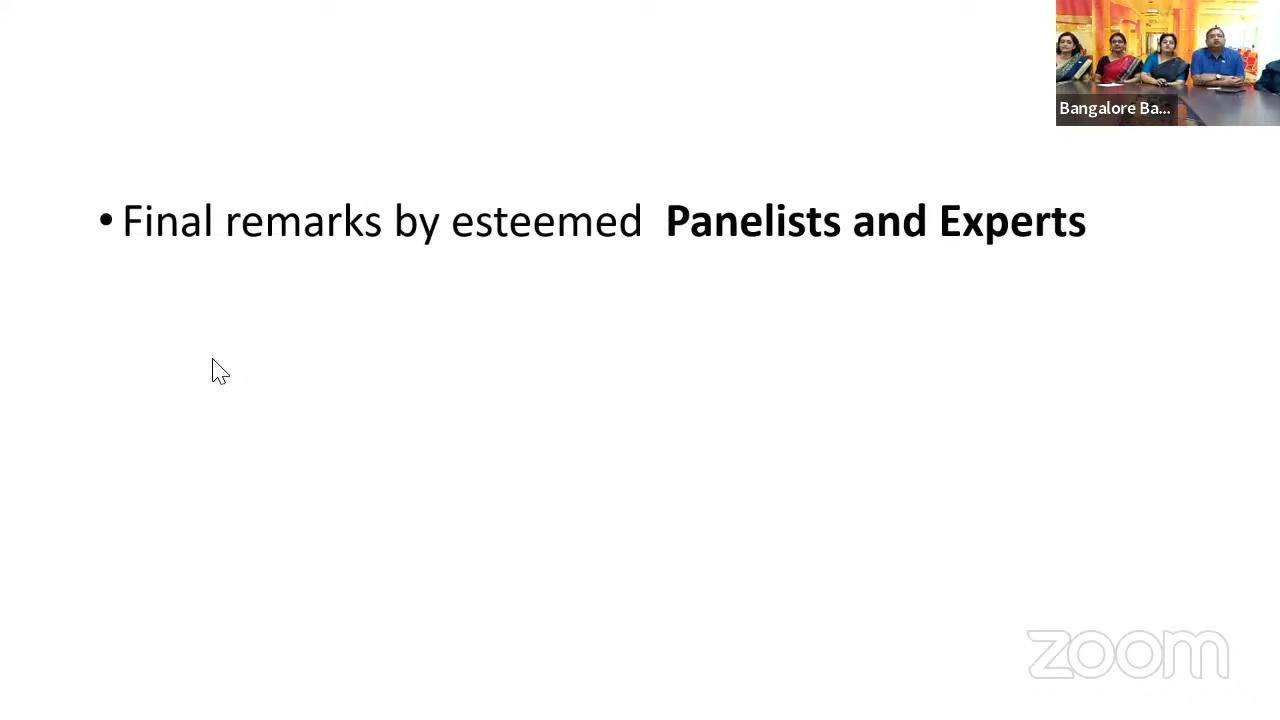 Bangalore Ba...
• Final remarks by esteemed Panelists and Experts
zoom